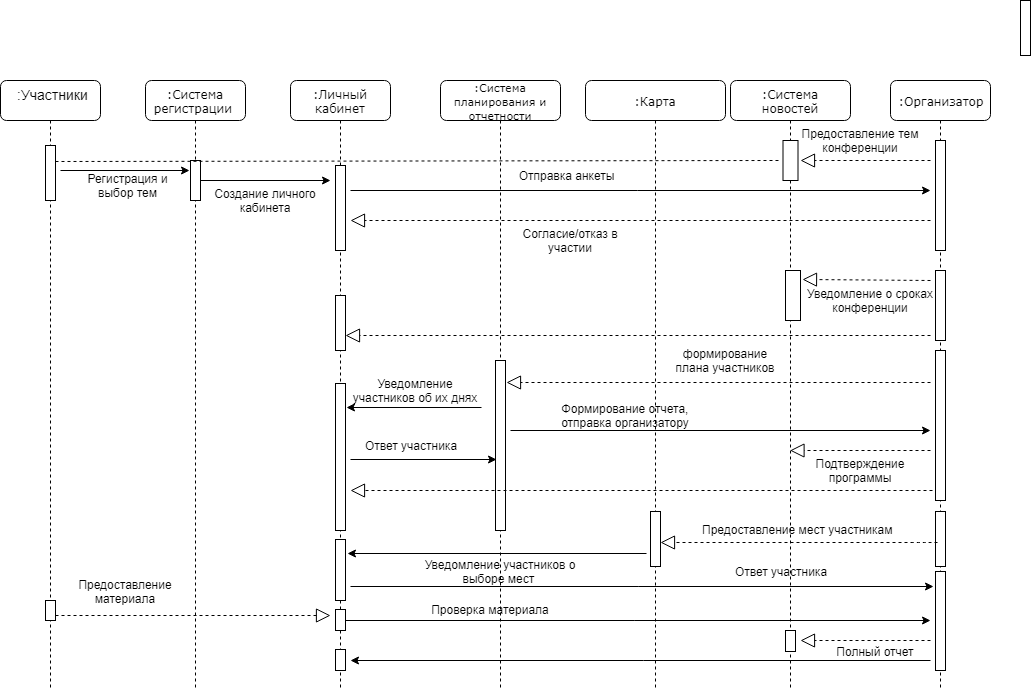 :Участники
:Система
регистрации
:Личный
кабинет
:Система
планирования и
отчетности
:Карта
:Система
новостей
:Организатор
Предоставление тем
конференции
Регистрация и
выбор тем
Создание личного
кабинета
Отправка анкеты
Согласие/отказ в
участии
Уведомление о сроках
конференции
формирование
плана участников
Уведомление
участников об их днях
Формирование отчета,
отправка организатору
Ответ участника
Подтверждение
программы
Предоставление мест участникам
Уведомление участников о
выборе мест
Ответ участника
Предоставление
материала
Проверка материала
Полный отчет